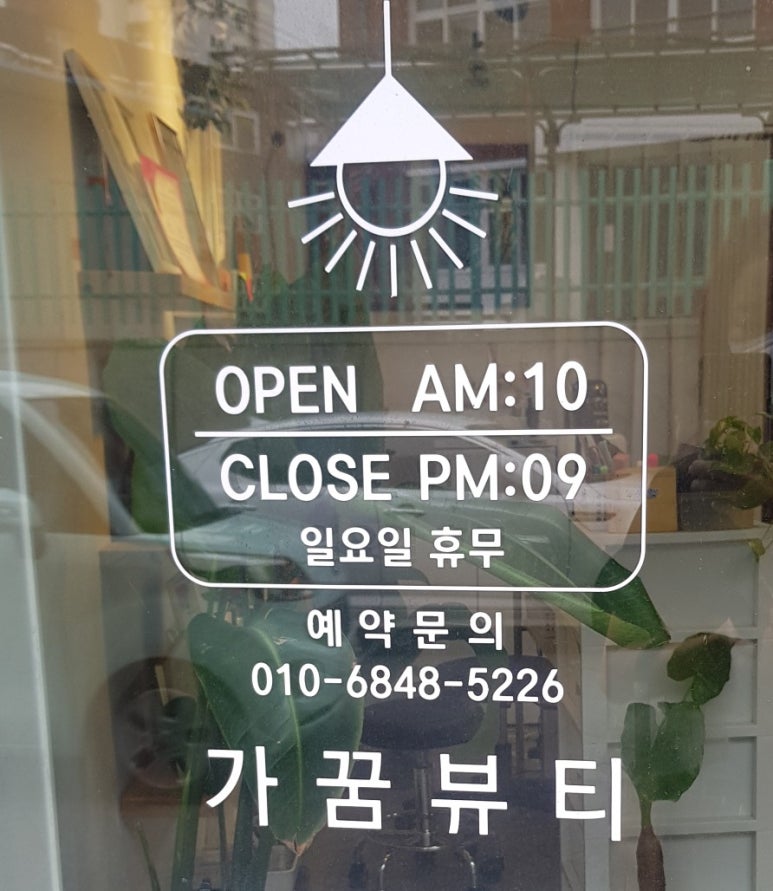 OPEN AM:10
CLOSE PM:09
일요일 휴무
예약문의
010-6848-5226
가꿈뷰티